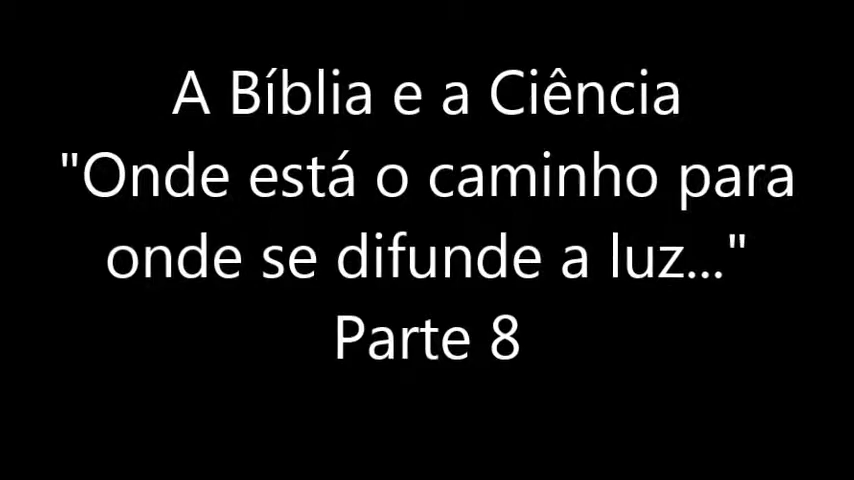 A Bíblia e a Ciência
"Onde está o caminho para
onde se difunde a luz..."
Parte 8